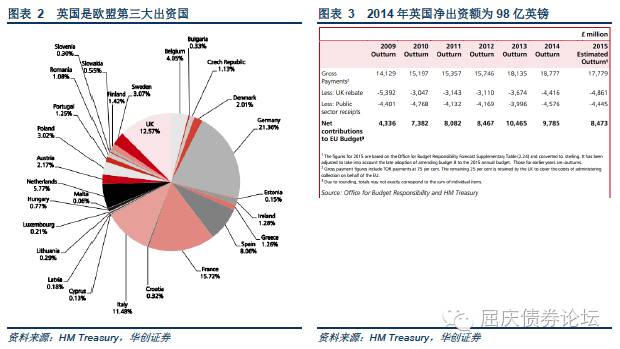 图表 2 英国是欧盟第三大出资国
Bulgaria
0.33%
Slovenia
0.30%
Belgium
4.05%
Slovakia
0.55%
Czech Republic
1.13%
Romania
1.08%
Finland
1.42%
Sweden
3.07%
Denmark
2.01%
Portugal
1.25%
UK
12.57%
Germany
21.36%
Poland
3.02%
Austria
2.17%
Netherlands
5.77%
Malta
0.06%
Estonia
0.15%
Hungary
0.77%
Ireland
1.28%
Luxembourg
0.21%
Greece
1.26%
Spain
8.06%
Lithuania
0.29%
France
15.72%
Latvia
0.18%
Cyprus
0.13%
Croatia
0.32%
Italy
11.48%
资料来源：HM Treasury，华创证券
图表 3 2014 年英国净出资额为 98 亿英镑
£ million
2009 2010 2011 2012 2013 2014 2015
Outturn Outturn Outturn Outturn Outturn Outturn Estimated
Outturn¹
Gross 14,129 15,197 15,357 15,746 18,135 18,777 17,779
Payments²
Less: UK rebate -5,392 -3,047 -3,143 -3,110 -3,674 -4,416 -4,861
Less: Public -4,401 -4,768 -4,132 -4,169 -3,996 -4,576 -4,445
sector receipts
Net 4,336 7,382 8,082 8,467 10,465 9,785 8,473
contributions
to EU Budget³
¹ The figures for 2015 are based on the Office for Budget Responsibility Forecast Supplementary Table (2.24) and converted to sterling. It has been
adjusted to take into account the late adoption of amending budget 8 to the 2015 annual budget. Those for earlier years are outturns.
² Gross payment figures include TOR payments at 75 per cent. The remaining 25 per cent is retained by the UK to cover the costs of administering
collection on behalf of the EU.
³ Due to rounding, totals may not exactly correspond to the sum of individual items.
Source: Office for Budget Responsibility and HM Treasury
资料来源：HM Treasury，华创证券
屈庆债券论坛